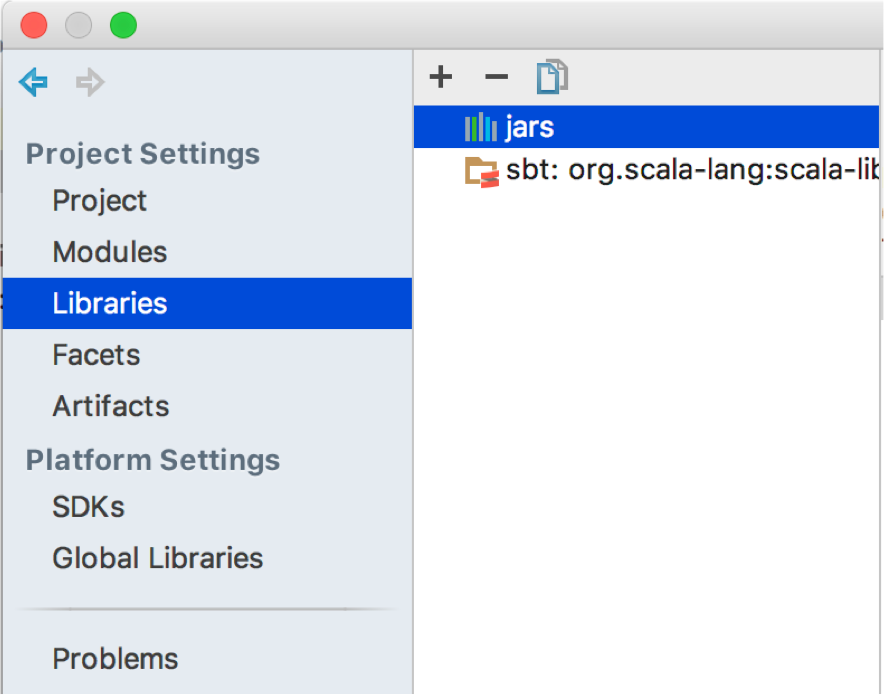 Project Settings
Project
Modules
Libraries
Facets
Artifacts
Platform Settings
SDKs
Global Libraries
Problems
jars
sbt: org.scala-lang:scala-lib